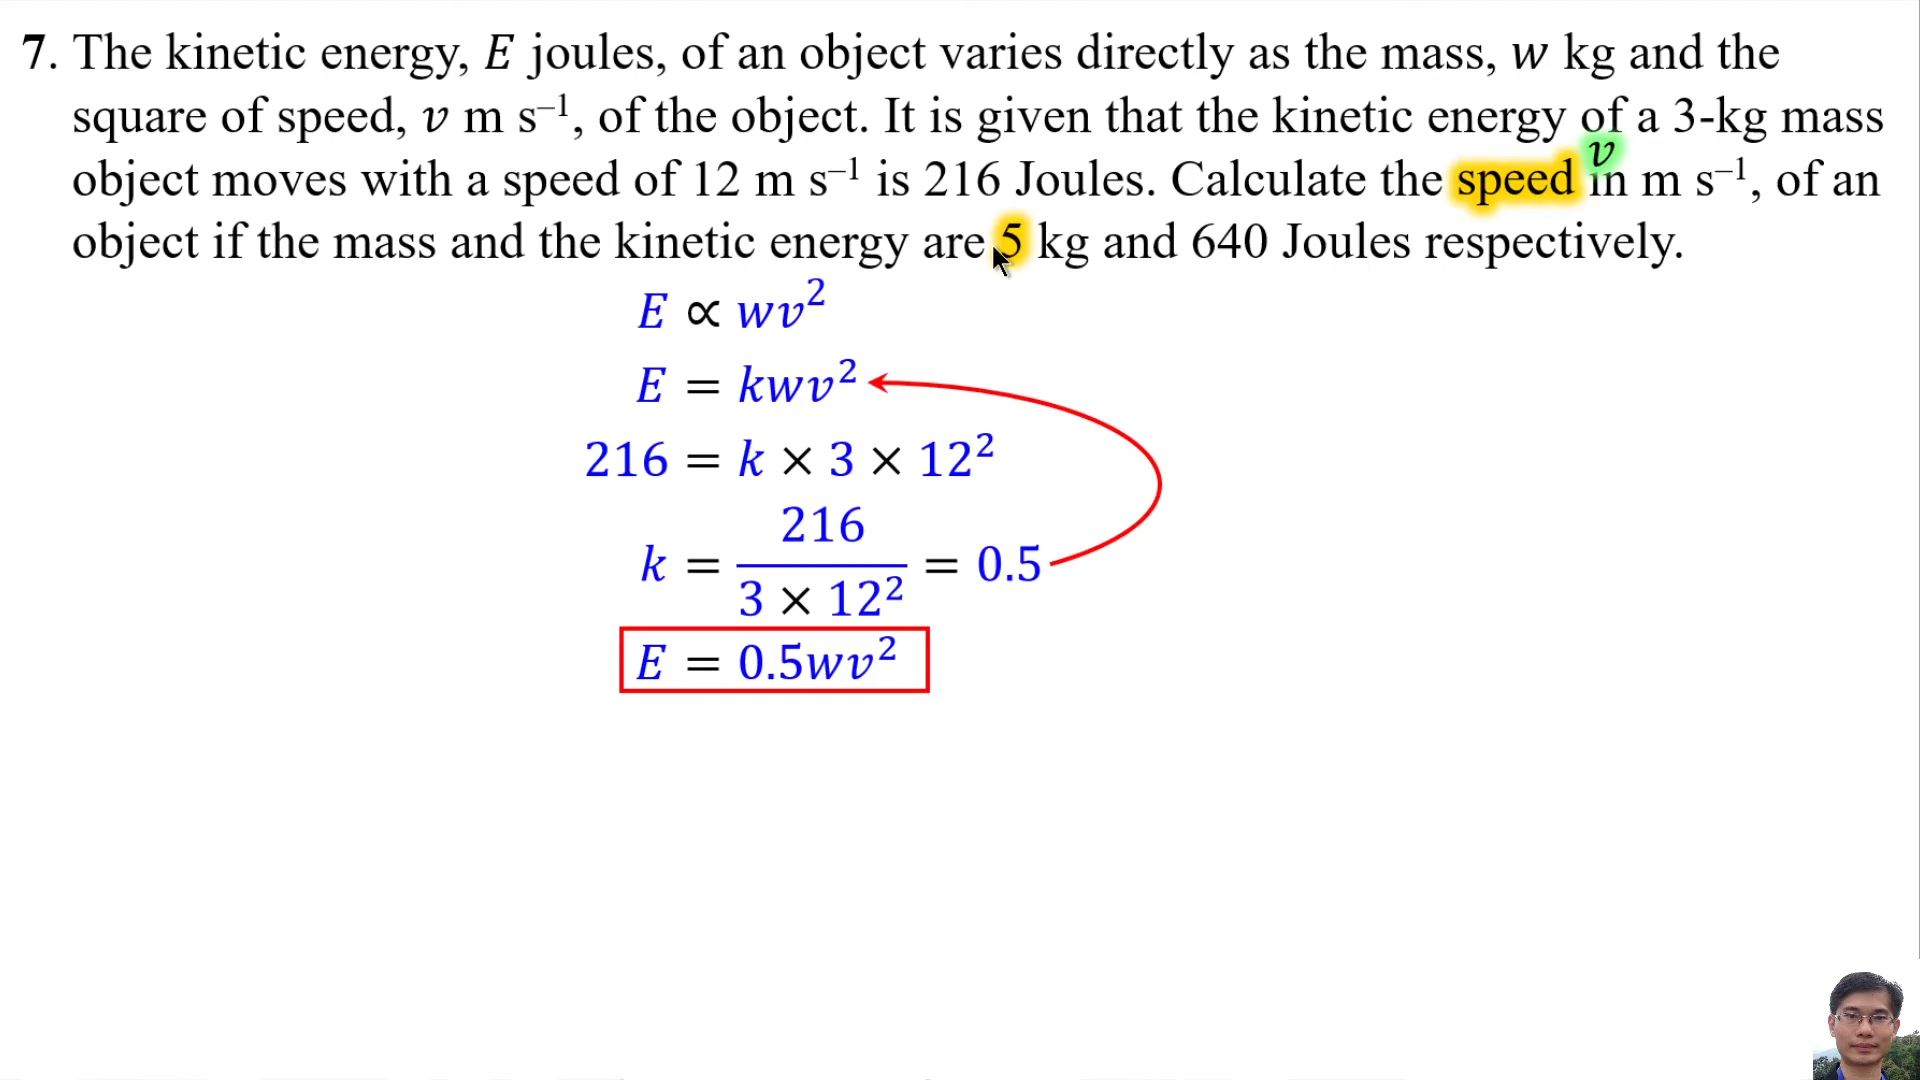 7. The kinetic energy, E joules, of an object varies directly as the mass, w kg and the
square of speed, v m s⁻¹, of the object. It is given that the kinetic energy of a 3-kg mass
v
object moves with a speed of 12 m s⁻¹ is 216 Joules. Calculate the speed in m s⁻¹, of an
object if the mass and the kinetic energy are 5 kg and 640 Joules respectively.
E ∝ wv²
E = kwv²
216 = k × 3 × 12²
k = 216 / (3 × 12²) = 0.5
E = 0.5wv²